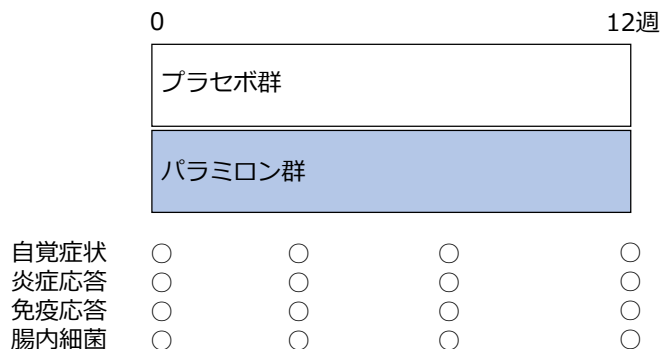 0 12週
プラセボ群
パラミロン群
自覚症状 ○ ○ ○ ○
炎症応答 ○ ○ ○ ○
免疫応答 ○ ○ ○ ○
腸内細菌 ○ ○ ○ ○